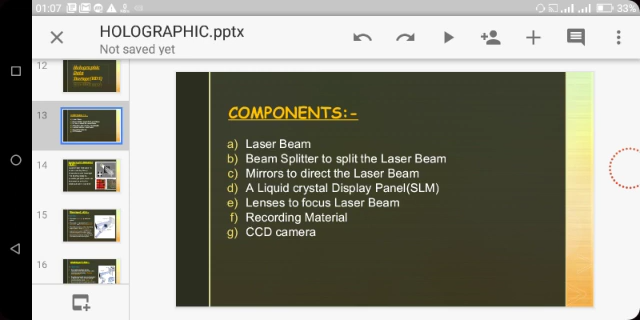 01:07
33%
HOLOGRAPHIC.pptx
Not saved yet
12
Holographic
Data
13
14
15
16
COMPONENTS:-
a) Laser Beam
b) Beam Splitter to split the Laser Beam
c) Mirrors to direct the Laser Beam
d) A Liquid crystal Display Panel(SLM)
e) Lenses to focus Laser Beam
f) Recording Material
g) CCD camera